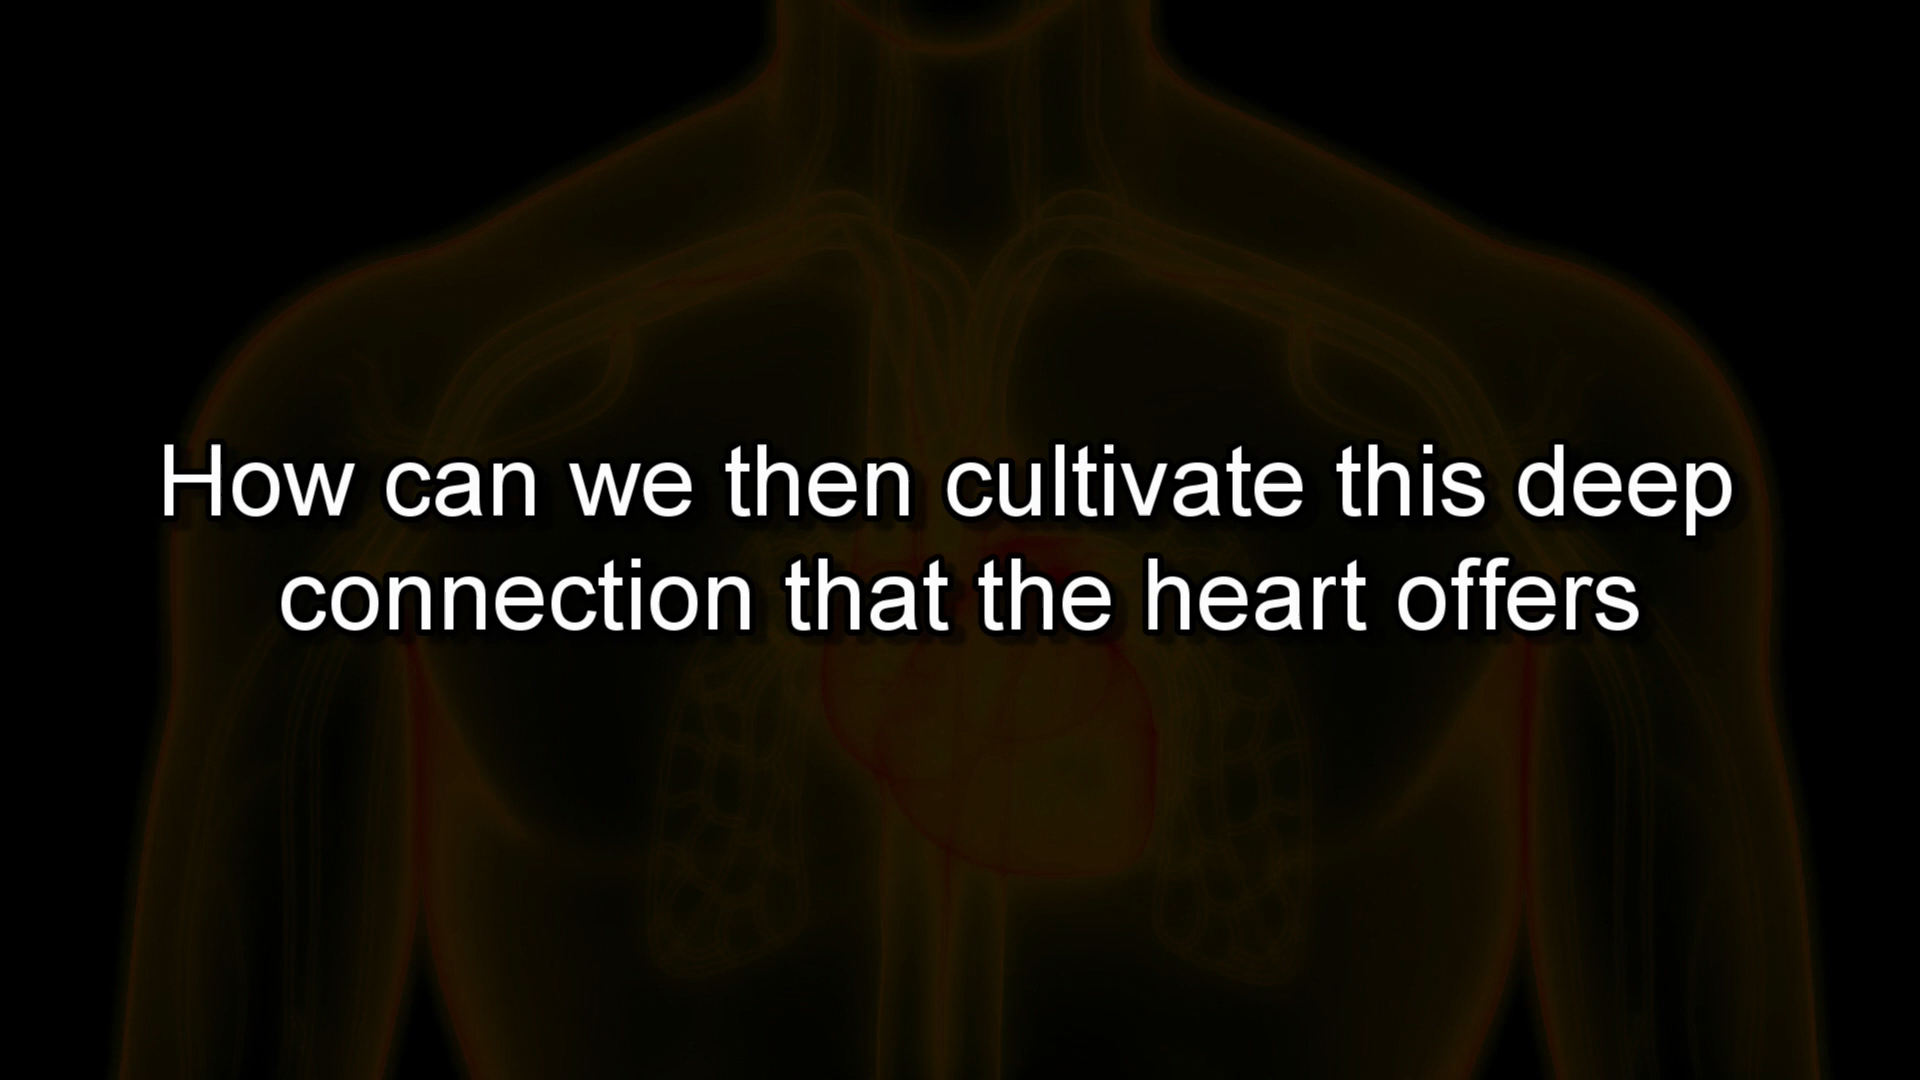 How can we then cultivate this deep
connection that the heart offers